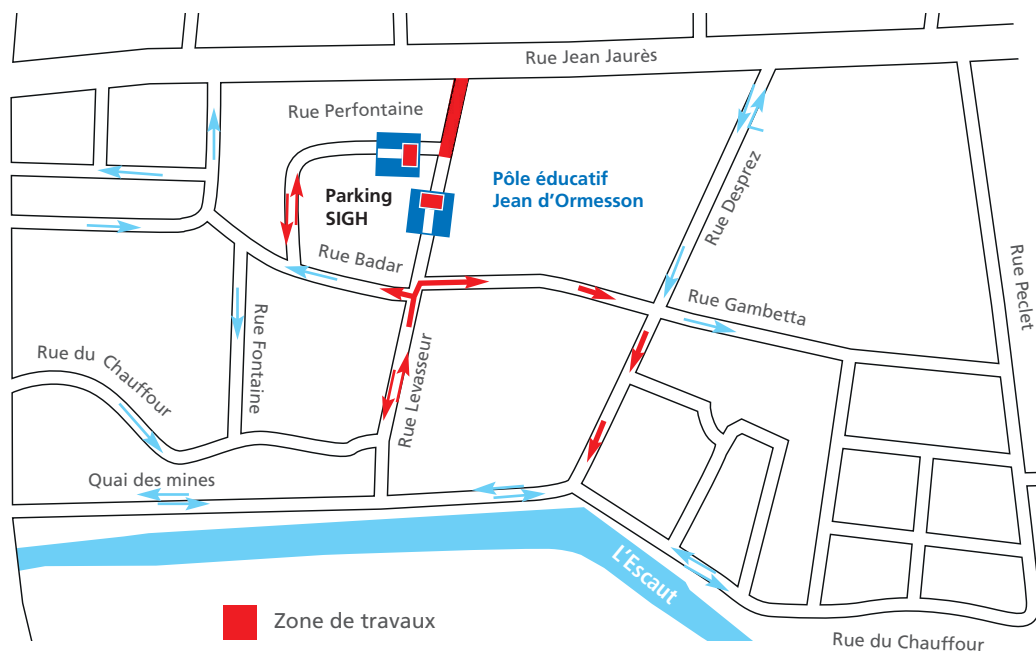 Rue Jean Jaurès
Rue Perfontaine
Parking
SIGH
Pôle éducatif
Jean d'Ormesson
Rue Desprez
Rue Badar
Rue Gambetta
Rue Peclet
Rue Fontaine
Rue du Chauffour
Rue Levasseur
Quai des mines
L'Escaut
Zone de travaux
Rue du Chauffour